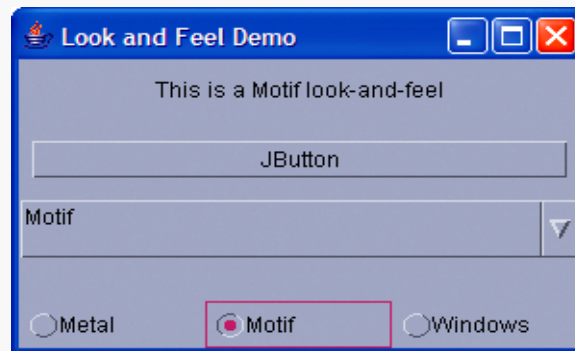 Look and Feel Demo
This is a Motif look-and-feel
JButton
Motif
Metal
Motif
Windows